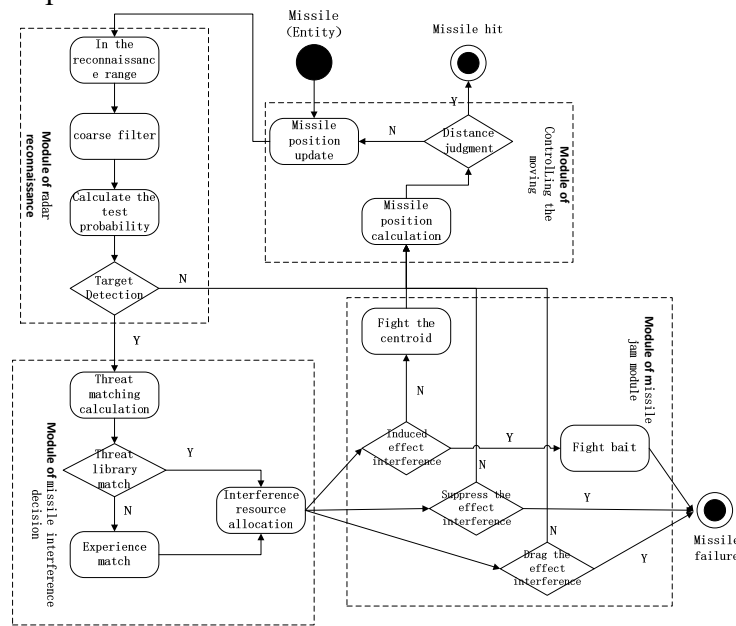 Missile
(Entity)
Missile hit
In the
reconnaissanc
e range
coarse filter
Calculate the
test
probability
Target
Detection
Module of radar
reconnaissance
Missile
position
update
N
Y
Distance
judgment
Missile
position
calculation
Module of
ControlLing the
moving
N
Y
Threat
matching
calculation
Threat
library
match
Y
N
Experience
match
Interference
resource
allocation
Module of missile interference
decision
Fight the
centroid
N
Induced
effect
interference
Y
Fight bait
N
Suppress the
effect
interference
Y
N
Drag the
effect
interference
Y
Module of missile
jam module
Missile
failure